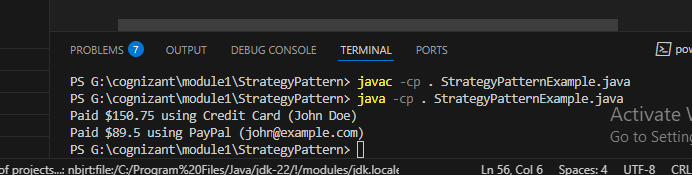 PROBLEMS 7 OUTPUT DEBUG CONSOLE TERMINAL PORTS
PS G:\cognizant\module1\StrategyPattern> javac -cp . StrategyPatternExample.java
PS G:\cognizant\module1\StrategyPattern> java -cp . StrategyPatternExample.java
Paid $150.75 using Credit Card (John Doe)
Paid $89.5 using PayPal (john@example.com)
PS G:\cognizant\module1\StrategyPattern>
Activate
Go to Setting
of projects...: nbjrt:file:/C:/Program%20Files/Java/jdk-22/!/modules/jdk.locale
Ln 56, Col 6 Spaces: 4 UTF-8 CRL